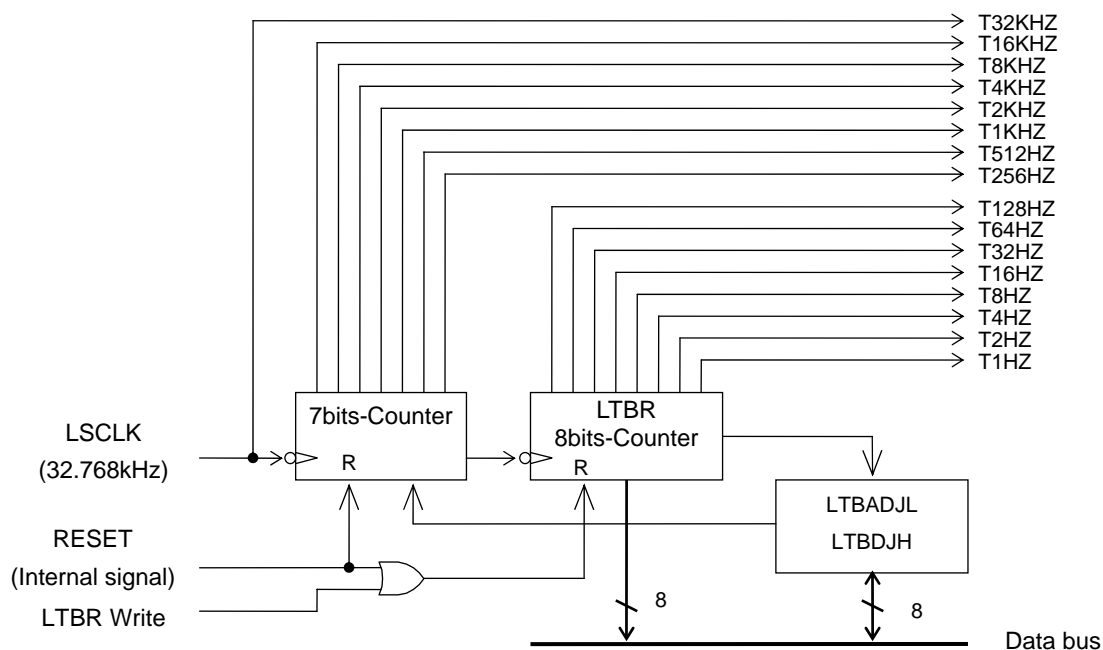 T32KHZ
T16KHZ
T8KHZ
T4KHZ
T2KHZ
T1KHZ
T512HZ
T256HZ
T128HZ
T64HZ
T32HZ
T16HZ
T8HZ
T4HZ
T2HZ
T1HZ
7bits-Counter
R
LTBR
8bits-Counter
R
LSCLK
(32.768kHz)
LTBADJL
LTBDJH
RESET
(Internal signal)
LTBR Write
8
8
Data bus